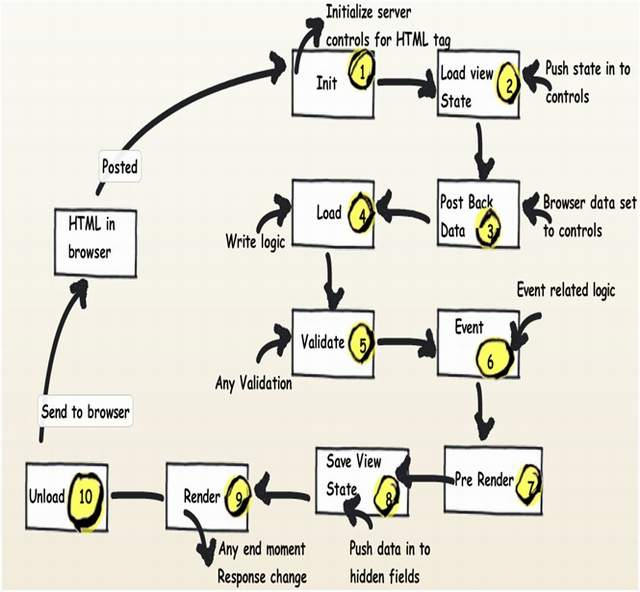 Initialize server
controls for HTML tag
Init
1
Load view
State
2
Push state in to
controls
Posted
HTML in
browser
Load
4
Write logic
Post Back
Data
3
Browser data set
to controls
Event related logic
Validate
5
Any Validation
Event
6
Send to browser
Unload
10
Render
9
Save View
State
8
Pre Render
7
Any end moment
Response change
Push data in to
hidden fields